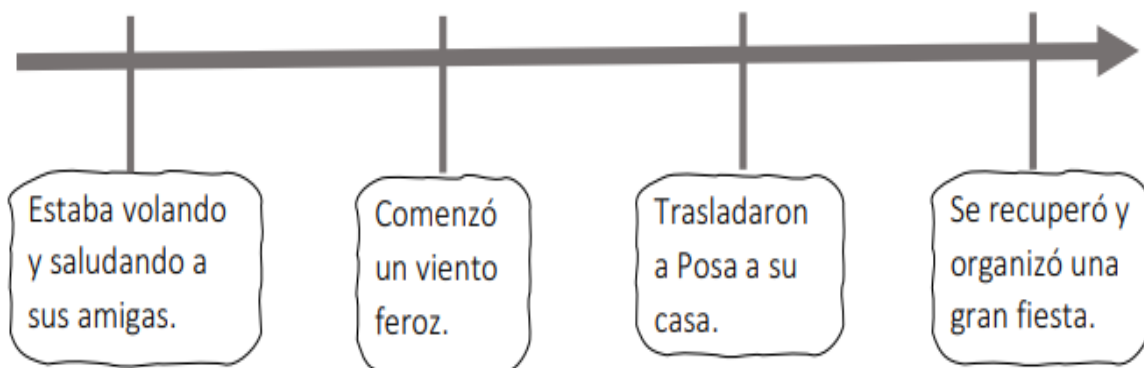 Estaba volando
y saludando a
sus amigas.
Comenzó
un viento
feroz.
Trasladaron
a Posa a su
casa.
Se recuperó y
organizó una
gran fiesta.